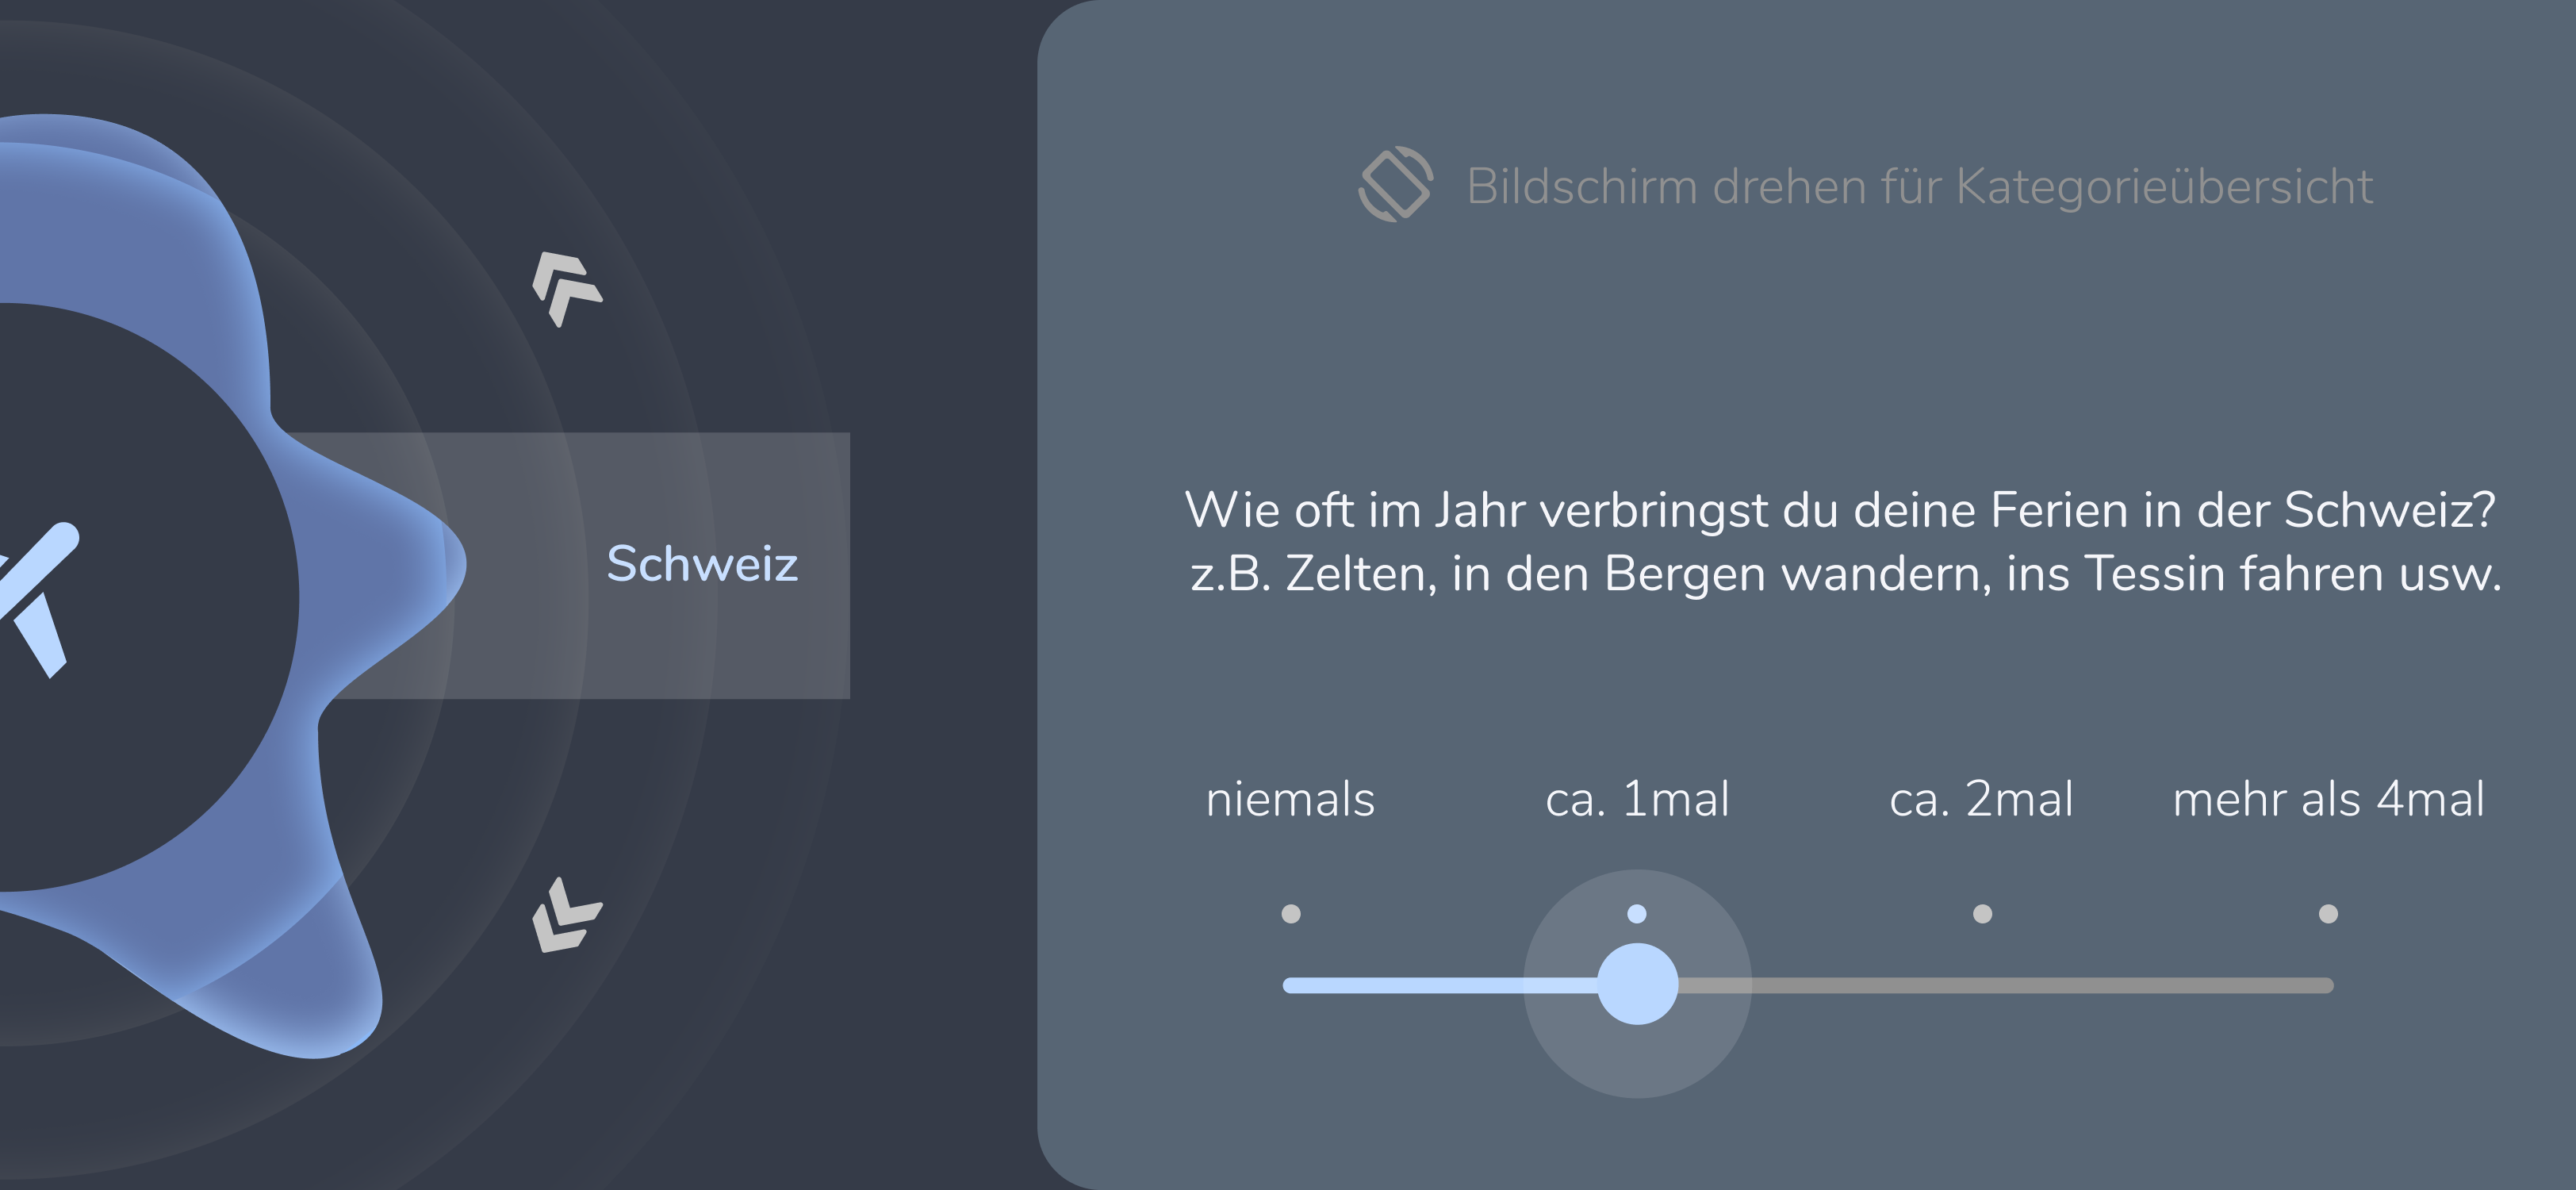 Bildschirm drehen für Kategorieübersicht
Schweiz
Wie oft im Jahr verbringst du deine Ferien in der Schweiz?
z.B. Zelten, in den Bergen wandern, ins Tessin fahren usw.
niemals ca. 1mal ca. 2mal mehr als 4mal